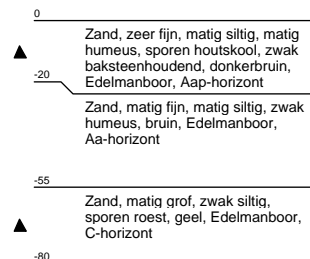 0
Zand, zeer fijn, matig siltig, matig
humeus, sporen houtskool, zwak
baksteenhoudend, donkerbruin,
Edelmanboor, Aap-horizont
-20
Zand, matig fijn, matig siltig, zwak
humeus, bruin, Edelmanboor,
Aa-horizont
-55
Zand, matig grof, zwak siltig,
sporen roest, geel, Edelmanboor,
C-horizont
-80